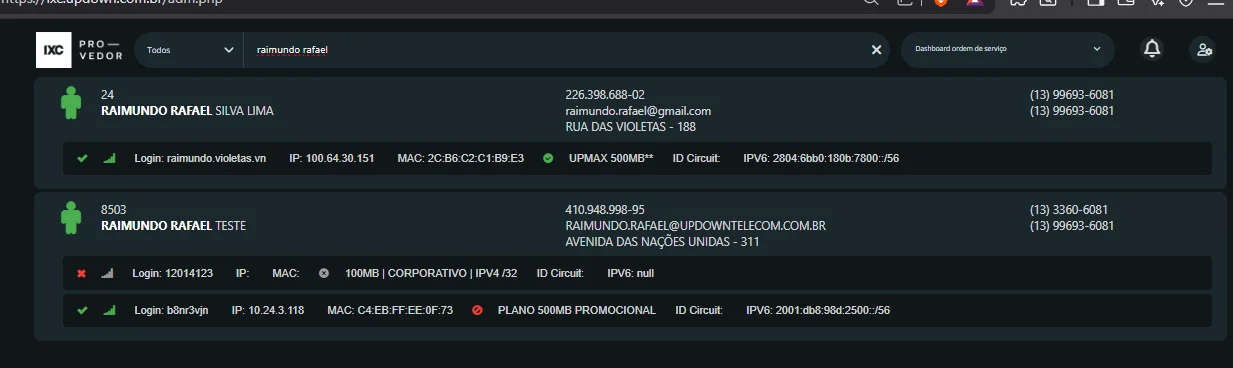 https://ixc.updown.com.br/adm.php
IXC PRO— VEDOR Todos raimundo rafael Dashboard ordem de serviço
24 226.398.688-02 (13) 99693-6081
RAIMUNDO RAFAEL SILVA LIMA raimundo.rafael@gmail.com (13) 99693-6081
RUA DAS VIOLETAS - 188
Login: raimundo.violetas.vn IP: 100.64.30.151 MAC: 2C:B6:C2:C1:B9:E3 UPMAX 500MB** ID Circuit: IPV6: 2804:6bb0:180b:7800::/56
8503 410.948.998-95 (13) 3360-6081
RAIMUNDO RAFAEL TESTE RAIMUNDO.RAFAEL@UPDOWNTELECOM.COM.BR (13) 99693-6081
AVENIDA DAS NAÇÕES UNIDAS - 311
Login: 12014123 IP: MAC: 100MB | CORPORATIVO | IPV4 /32 ID Circuit: IPV6: null
Login: b8nr3vjn IP: 10.24.3.118 MAC: C4:EB:FF:EE:0F:73 PLANO 500MB PROMOCIONAL ID Circuit: IPV6: 2001:db8:98d:2500::/56